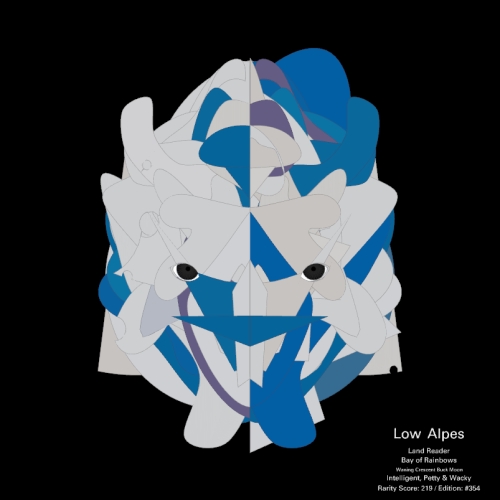 Low Alpes
Land Reader
Bay of Rainbows
Waning Crescent Buck Moon
Intelligent, Petty & Wacky
Rarity Score: 219 / Edition: #354